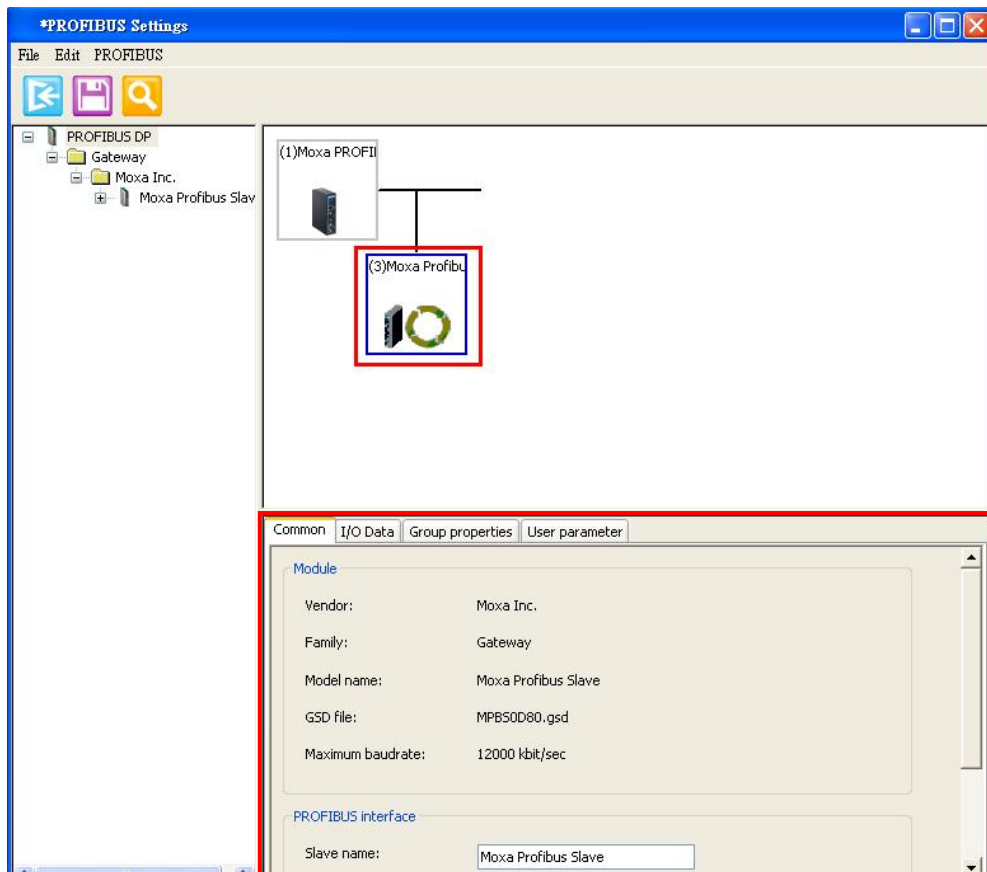 *PROFIBUS Settings
File Edit PROFIBUS
PROFIBUS DP
Gateway
Moxa Inc.
Moxa Profibus Slav
(1)Moxa PROFI
(3)Moxa Profibu
Common I/O Data Group properties User parameter
Module
Vendor: Moxa Inc.
Family: Gateway
Model name: Moxa Profibus Slave
GSD file: MPBS0D80.gsd
Maximum baudrate: 12000 kbit/sec
PROFIBUS interface
Slave name: Moxa Profibus Slave